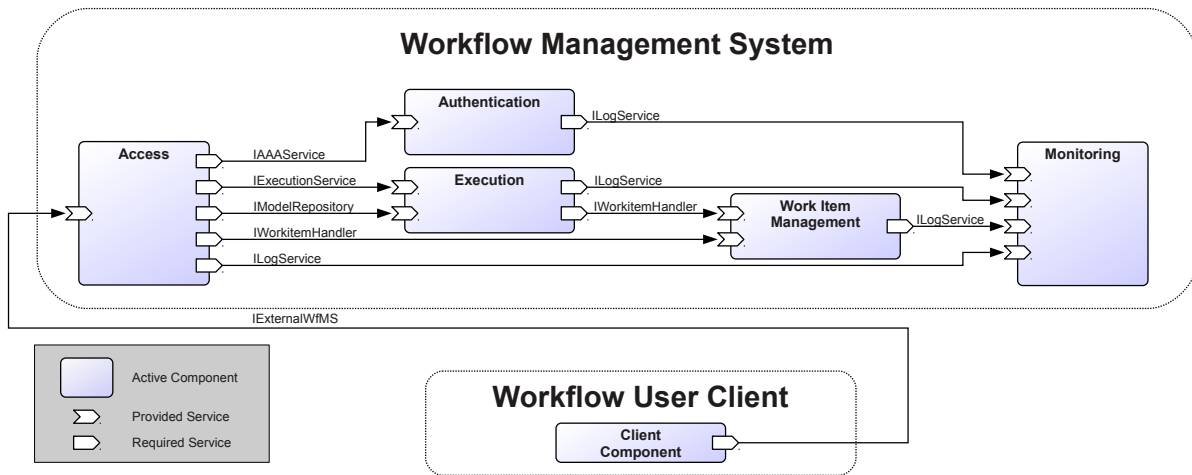 Workflow Management System
Authentication
ILogService
Access
Monitoring
IAAAService
IExecutionService
Execution
ILogService
IModelRepository
IWorkitemHandler
Work Item
Management
ILogService
IWorkitemHandler
ILogService
IExternalWfMS
Active Component
Provided Service
Required Service
Workflow User Client
Client
Component